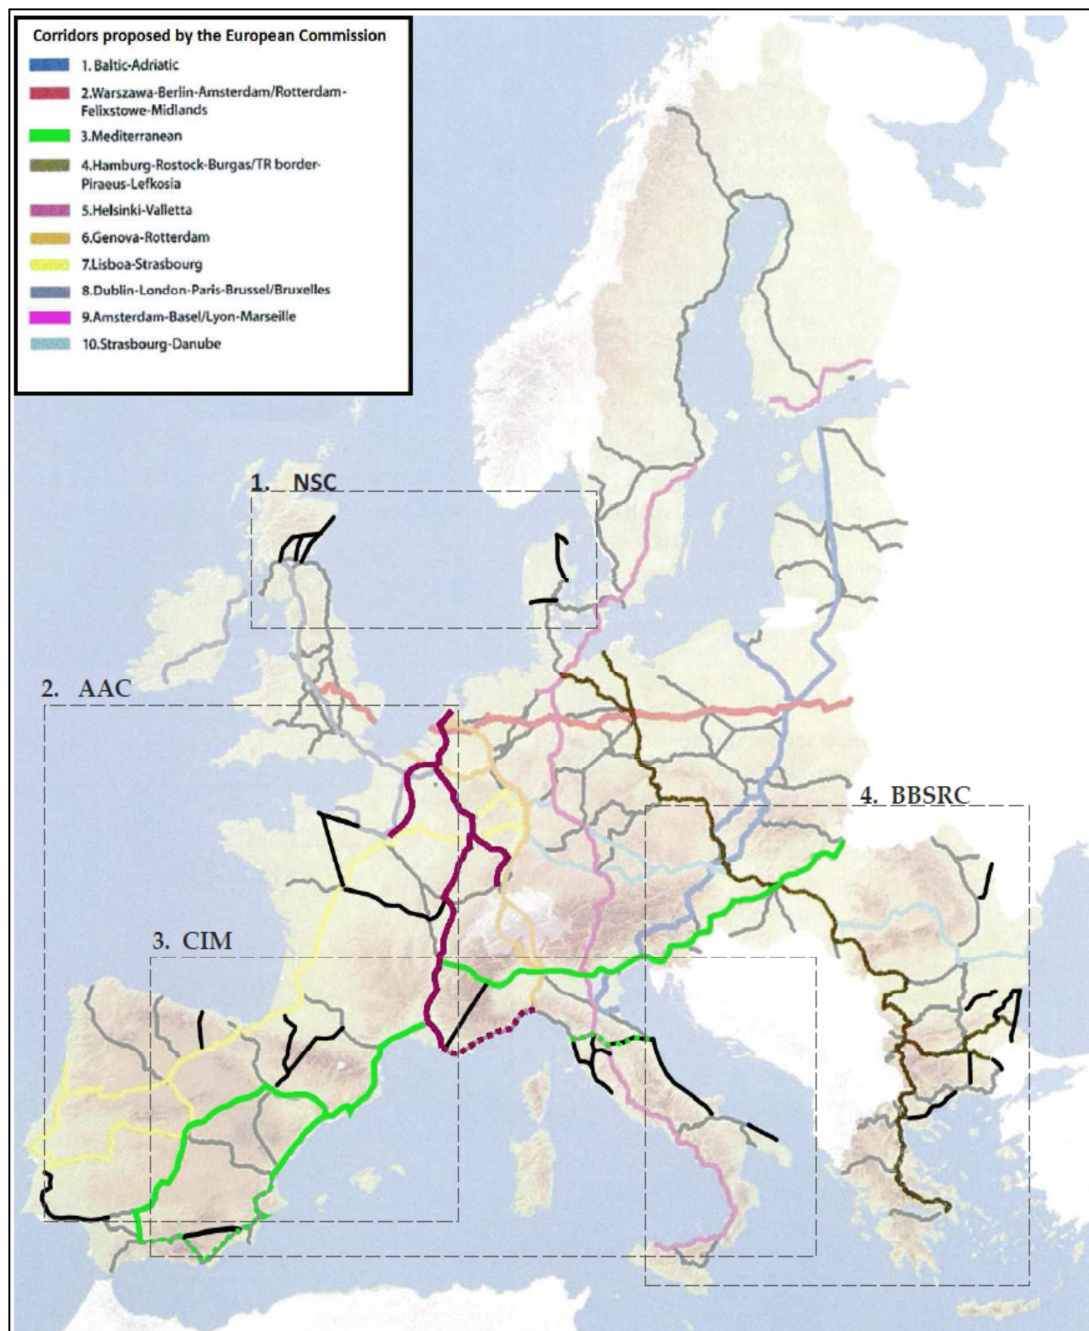 Corridors proposed by the European Commission
1. Baltic-Adriatic
2.Warszawa-Berlin-Amsterdam/Rotterdam-
Felixstowe-Midlands
3.Mediterranean
4.Hamburg-Rostock-Burgas/TR border-
Piraeus-Lefkosia
5.Helsinki-Valletta
6.Genova-Rotterdam
7.Lisboa-Strasbourg
8.Dublin-London-Paris-Brussel/Bruxelles
9.Amsterdam-Basel/Lyon-Marseille
10.Strasbourg-Danube
1. NSC
2. AAC
4. BBSRC
3. CIM